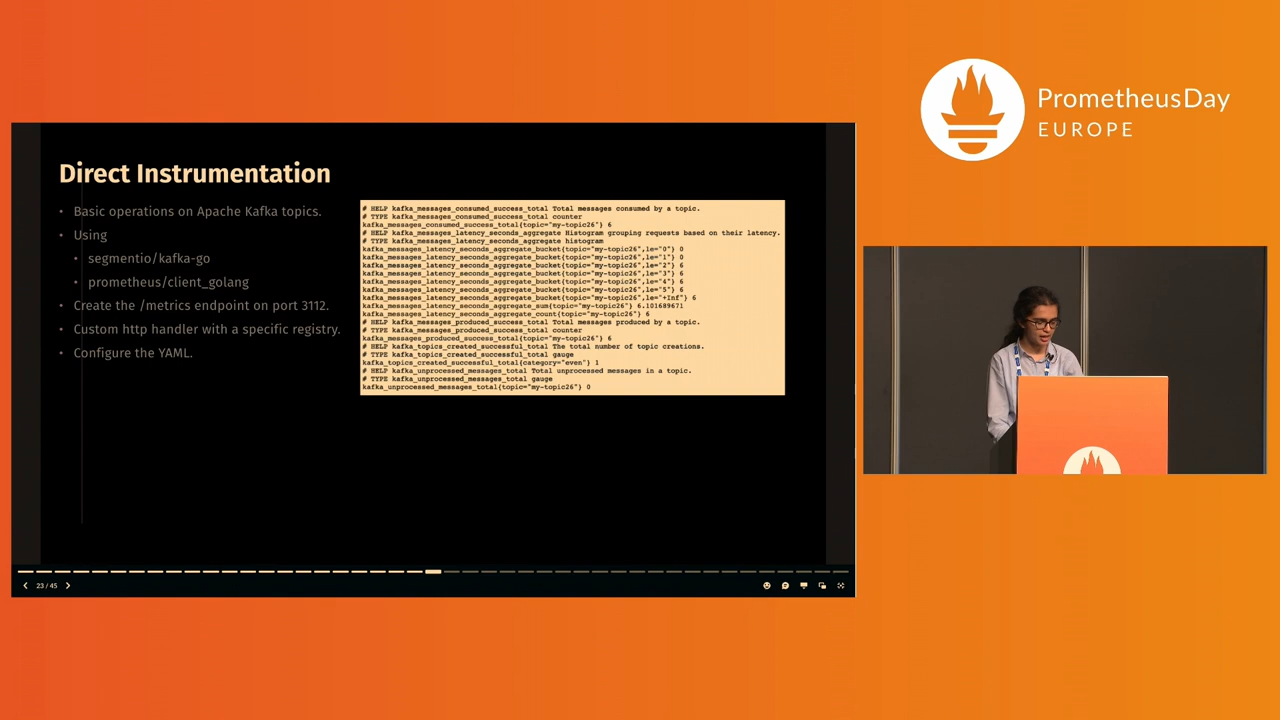 PrometheusDay
EUROPE
Direct Instrumentation
• Basic operations on Apache Kafka topics.
• Using
• segmentio/kafka-go
• prometheus/client_golang
• Create the /metrics endpoint on port 3112.
• Custom http handler with a specific registry.
• Configure the YAML.
# HELP kafka_messages_consumed_success_total Total messages consumed by a topic.
# TYPE kafka_messages_consumed_success_total counter
kafka_messages_consumed_success_total{topic="my-topic26"} 6
# HELP kafka_messages_latency_seconds_aggregate Histogram grouping requests based on their latency.
# TYPE kafka_messages_latency_seconds_aggregate histogram
kafka_messages_latency_seconds_aggregate_bucket{topic="my-topic26",le="0"} 0
kafka_messages_latency_seconds_aggregate_bucket{topic="my-topic26",le="1"} 0
kafka_messages_latency_seconds_aggregate_bucket{topic="my-topic26",le="2"} 6
kafka_messages_latency_seconds_aggregate_bucket{topic="my-topic26",le="3"} 6
kafka_messages_latency_seconds_aggregate_bucket{topic="my-topic26",le="4"} 6
kafka_messages_latency_seconds_aggregate_bucket{topic="my-topic26",le="5"} 6
kafka_messages_latency_seconds_aggregate_bucket{topic="my-topic26",le="+Inf"} 6
kafka_messages_latency_seconds_aggregate_sum{topic="my-topic26"} 6.101689671
kafka_messages_latency_seconds_aggregate_count{topic="my-topic26"} 6
# HELP kafka_messages_produced_success_total Total messages produced by a topic.
# TYPE kafka_messages_produced_success_total counter
kafka_messages_produced_success_total{topic="my-topic26"} 6
# HELP kafka_topics_created_successful_total The total number of topic creations.
# TYPE kafka_topics_created_successful_total gauge
kafka_topics_created_successful_total{category="even"} 1
# HELP kafka_unprocessed_messages_total Total unprocessed messages in a topic.
# TYPE kafka_unprocessed_messages_total gauge
kafka_unprocessed_messages_total{topic="my-topic26"} 0
23 / 45